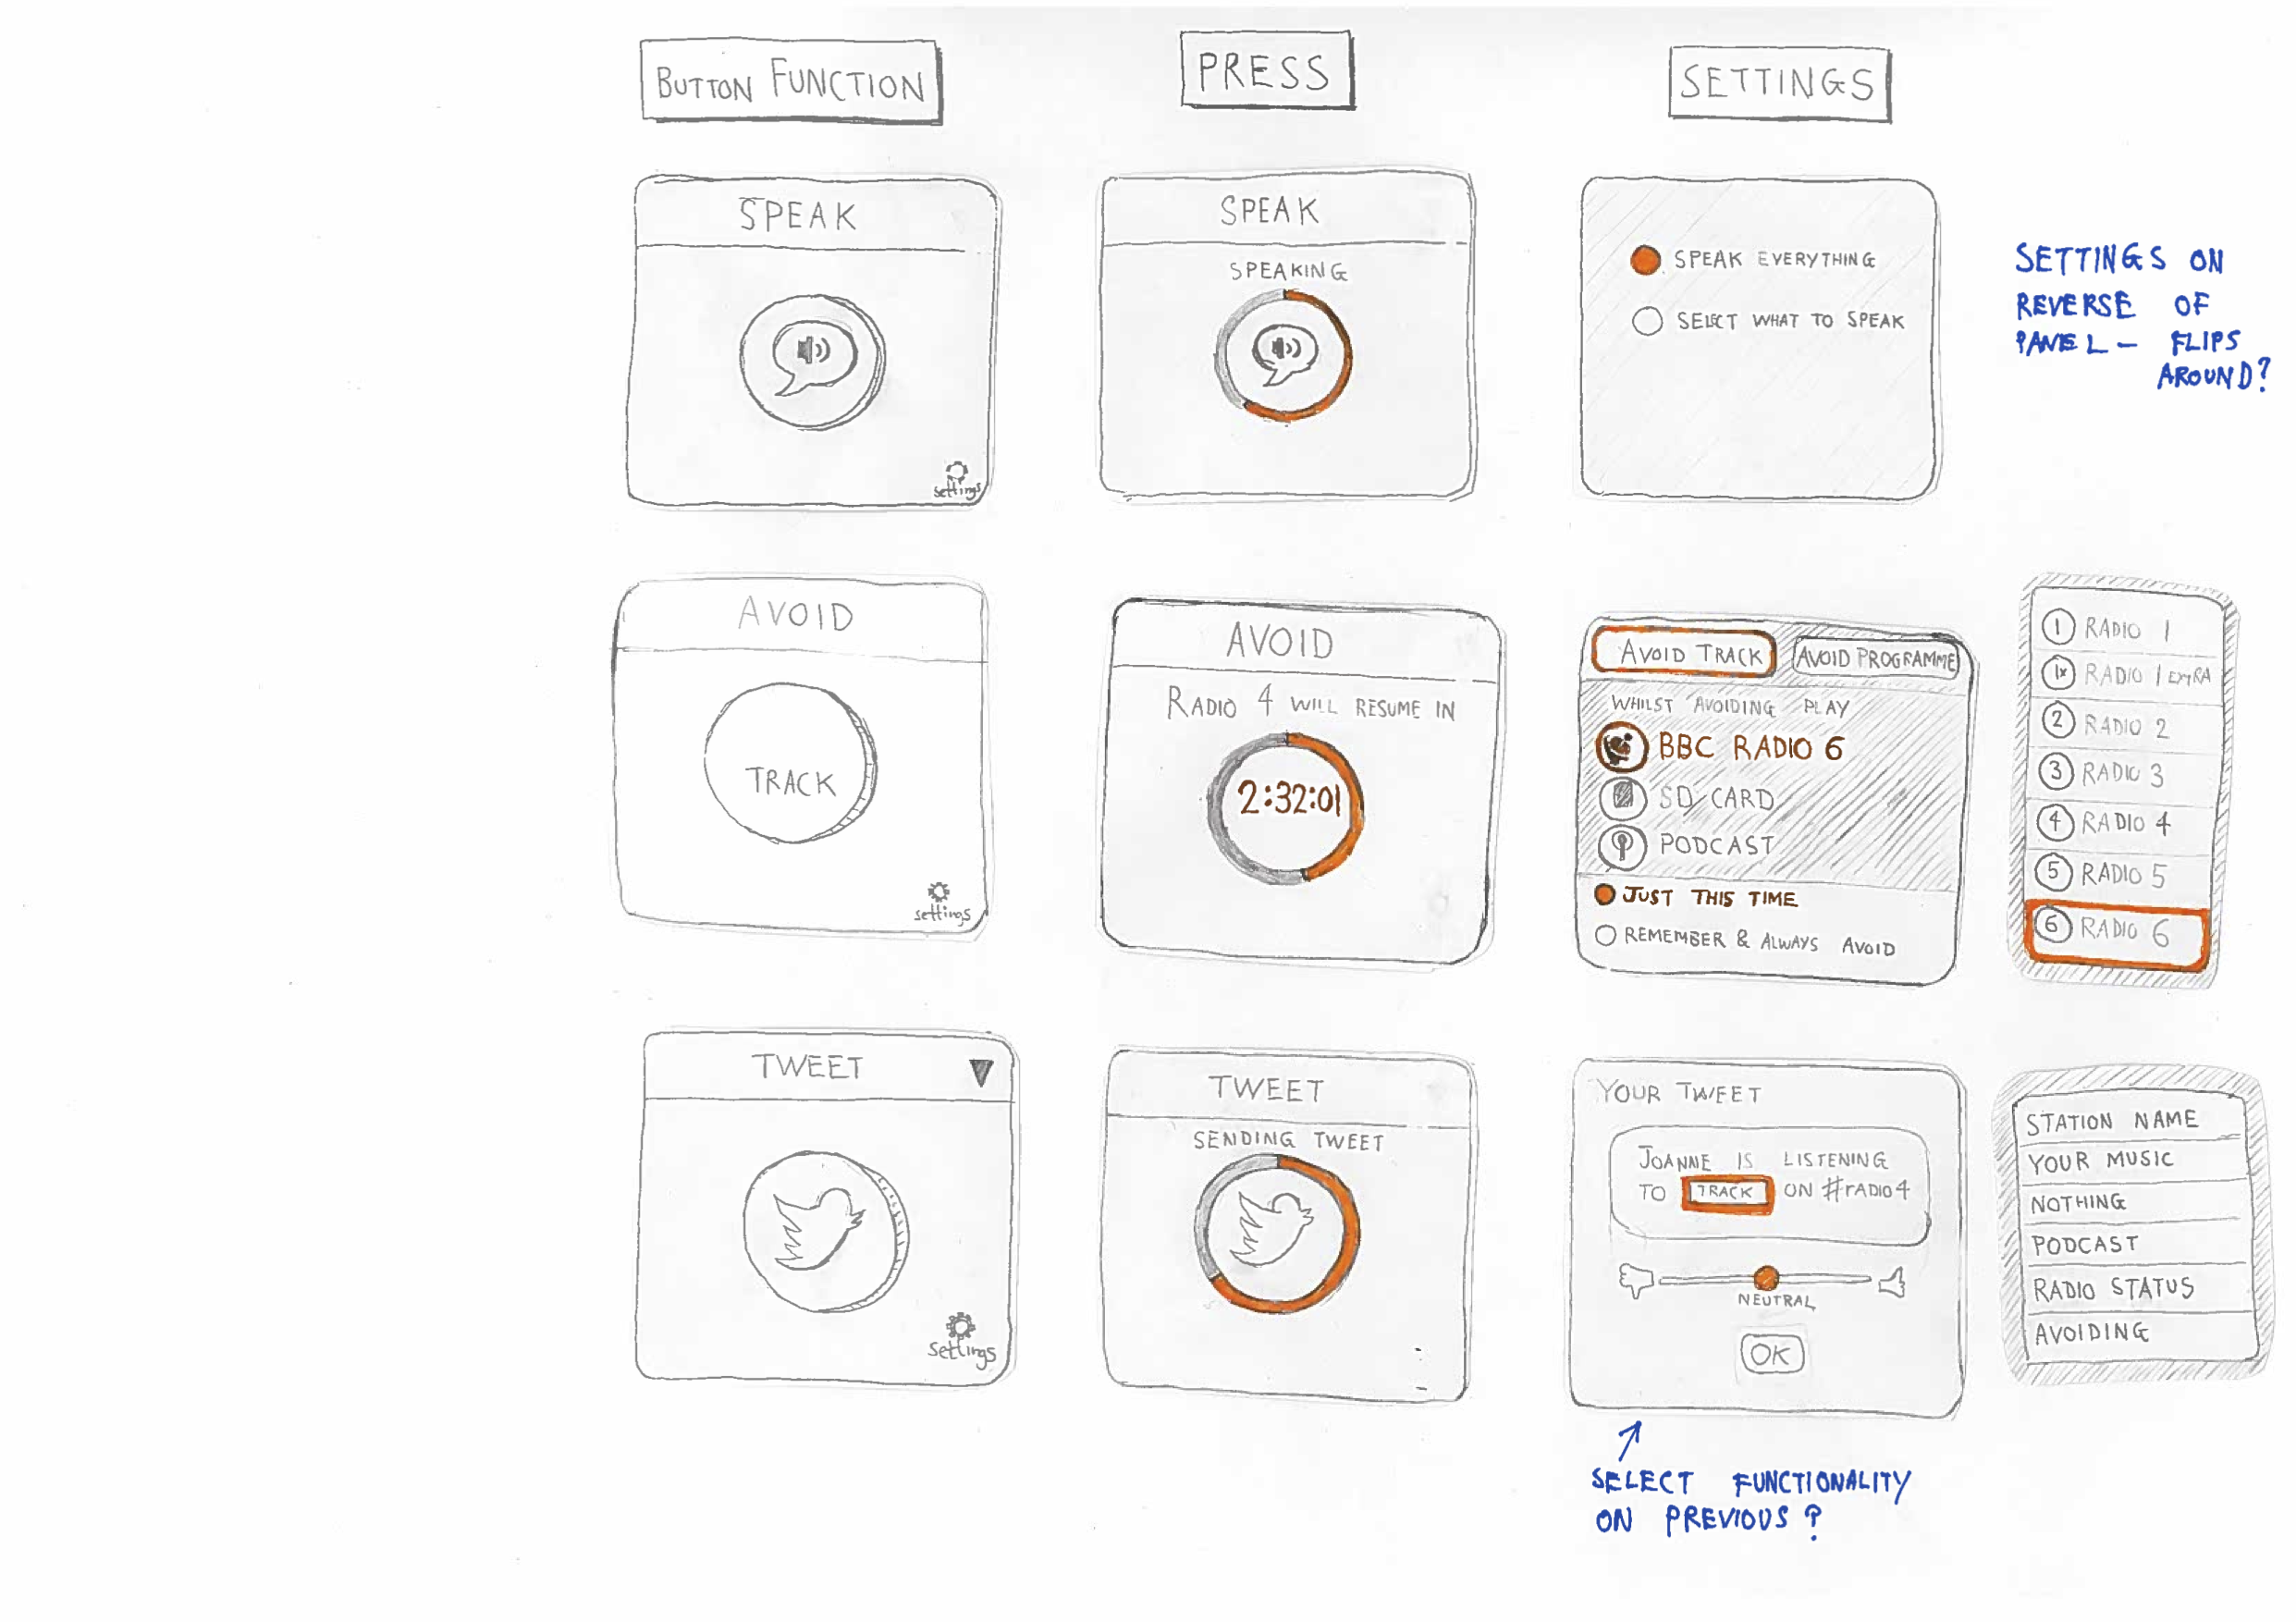 BUTTON FUNCTION
PRESS
SETTINGS
SPEAK
settings
SPEAK
SPEAKING
SPEAK EVERYTHING
SELECT WHAT TO SPEAK
SETTINGS ON
REVERSE OF
PANEL – FLIPS
AROUND?
AVOID
TRACK
settings
AVOID
RADIO 4 WILL RESUME IN
2:32:01
AVOID TRACK
AVOID PROGRAMME
WHILST AVOIDING PLAY
BBC RADIO 6
SD CARD
PODCAST
JUST THIS TIME
REMEMBER & ALWAYS AVOID
1 RADIO 1
1x RADIO 1 EXTRA
2 RADIO 2
3 RADIO 3
4 RADIO 4
5 RADIO 5
6 RADIO 6
TWEET
settings
TWEET
SENDING TWEET
YOUR TWEET
JOANNE IS LISTENING
TO TRACK ON #RADIO4
NEUTRAL
OK
STATION NAME
YOUR MUSIC
NOTHING
PODCAST
RADIO STATUS
AVOIDING
SELECT FUNCTIONALITY
ON PREVIOUS?